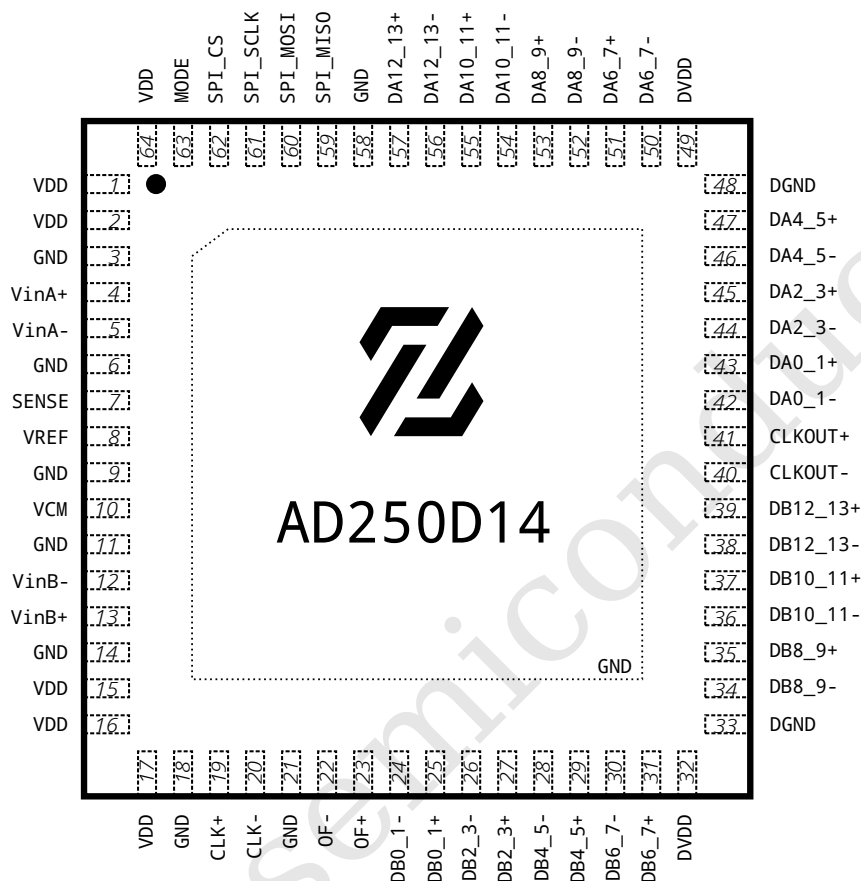 VDD
MODE
SPI_CS
SPI_SCLK
SPI_MOSI
SPI_MISO
GND
DA12_13+
DA12_13-
DA10_11+
DA10_11-
DA8_9+
DA8_9-
DA6_7+
DA6_7-
DVDD
64
63
62
61
60
59
58
57
56
55
54
53
52
51
50
49
VDD 1
VDD 2
GND 3
VinA+ 4
VinA- 5
GND 6
SENSE 7
VREF 8
GND 9
VCM 10
GND 11
VinB- 12
VinB+ 13
GND 14
VDD 15
VDD 16
AD250D14
GND
48 DGND
47 DA4_5+
46 DA4_5-
45 DA2_3+
44 DA2_3-
43 DA0_1+
42 DA0_1-
41 CLKOUT+
40 CLKOUT-
39 DB12_13+
38 DB12_13-
37 DB10_11+
36 DB10_11-
35 DB8_9+
34 DB8_9-
33 DGND
17
18
19
20
21
22
23
24
25
26
27
28
29
30
31
32
VDD
GND
CLK+
CLK-
GND
OF-
OF+
DB0_1-
DB0_1+
DB2_3-
DB2_3+
DB4_5-
DB4_5+
DB6_7-
DB6_7+
DVDD
semiconduc